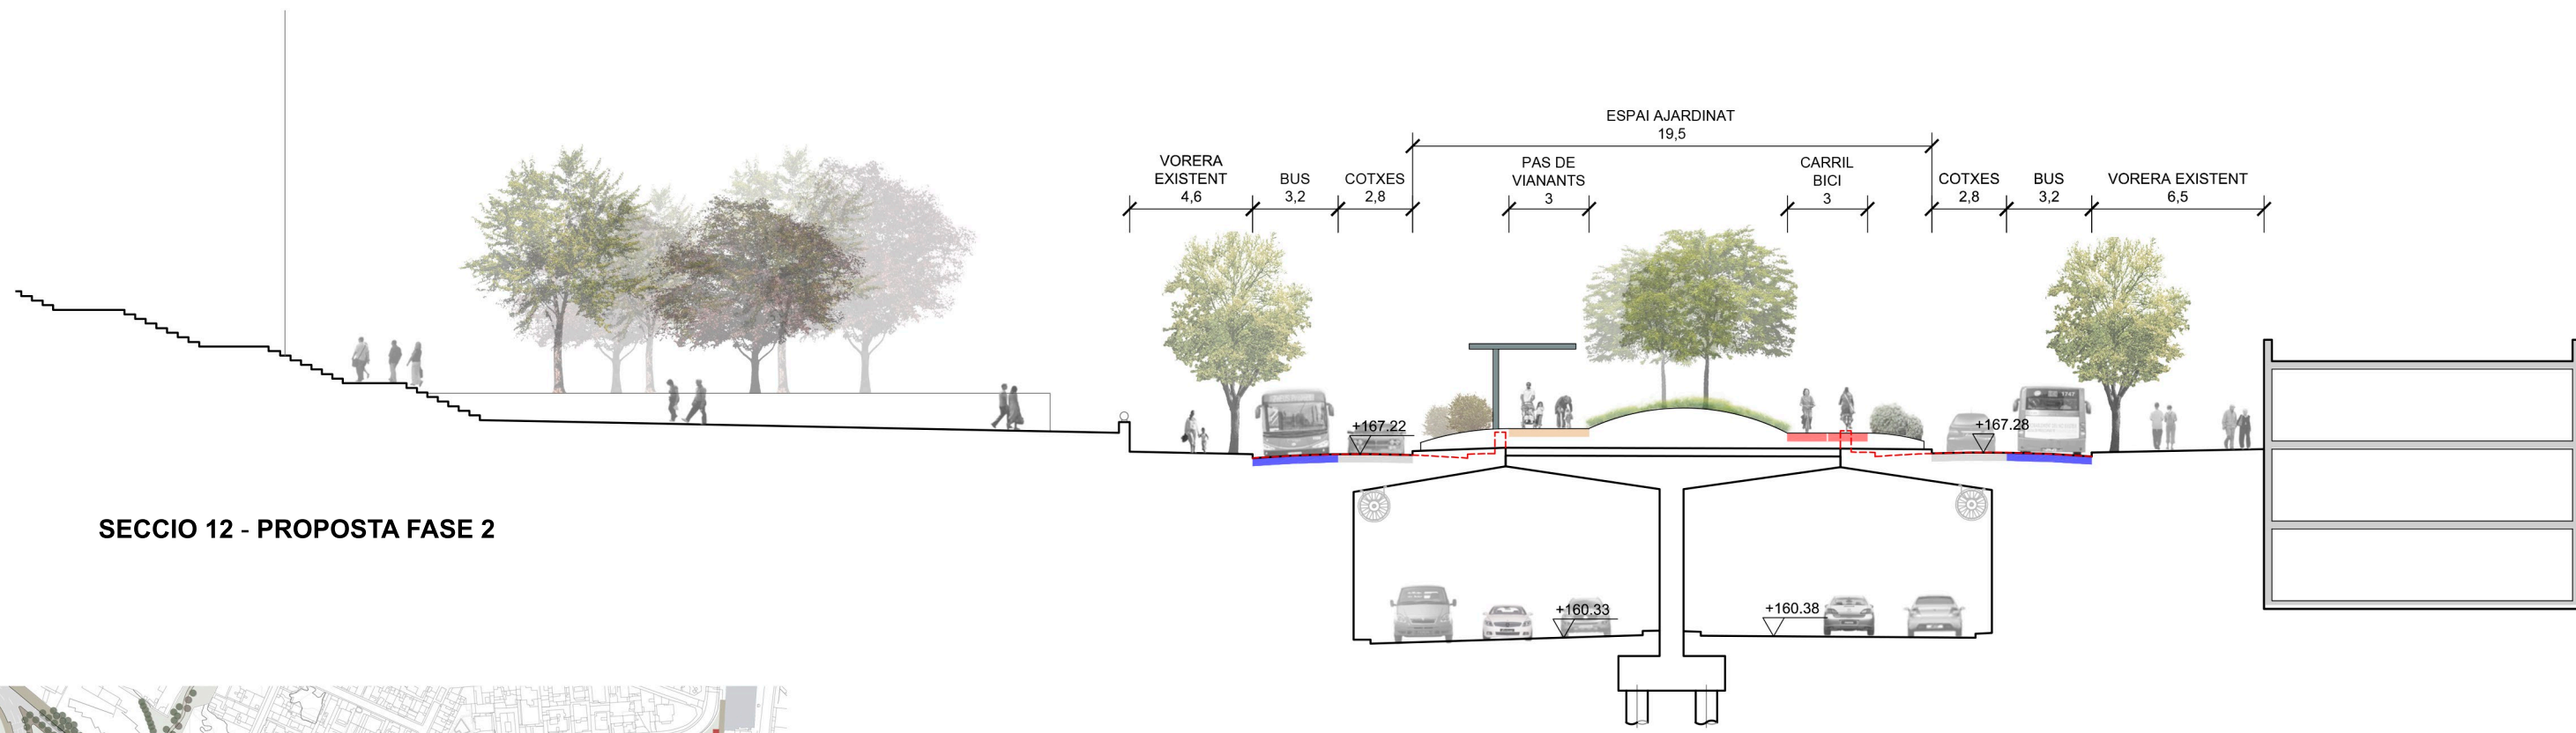 ESPAI AJARDINAT
19,5
VORERA
EXISTENT
4,6
BUS
3,2
COTXES
2,8
PAS DE
VIANANTS
3
CARRIL
BICI
3
COTXES
2,8
BUS
3,2
VORERA EXISTENT
6,5
+167.22
+167.28
SECCIO 12 - PROPOSTA FASE 2
+160.33
+160.38